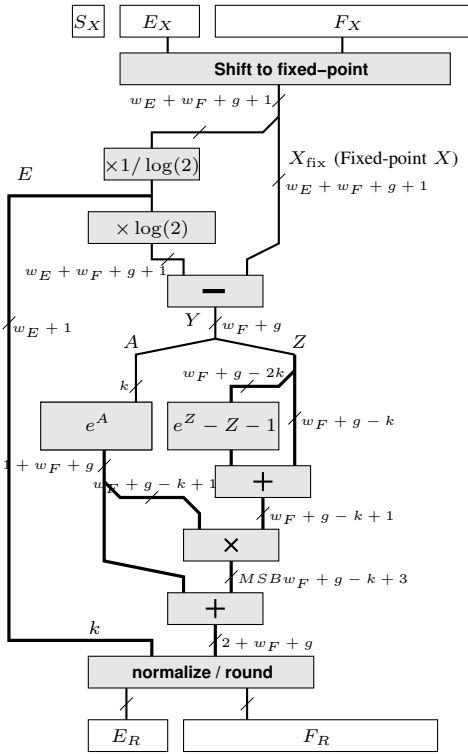 S_X E_X F_X
Shift to fixed–point
w_E + w_F + g + 1
×1/ log(2)
X_fix (Fixed-point X)
E
w_E + w_F + g + 1
× log(2)
w_E + w_F + g + 1
−
Y w_F + g
w_E + 1
A Z
w_F + g − 2k
k
e^A e^Z − Z − 1 w_F + g − k
1 + w_F + g
+
w_F + g − k + 1
w_F + g − k + 1
×
MSBw_F + g − k + 3
+
k 2 + w_F + g
normalize / round
E_R F_R